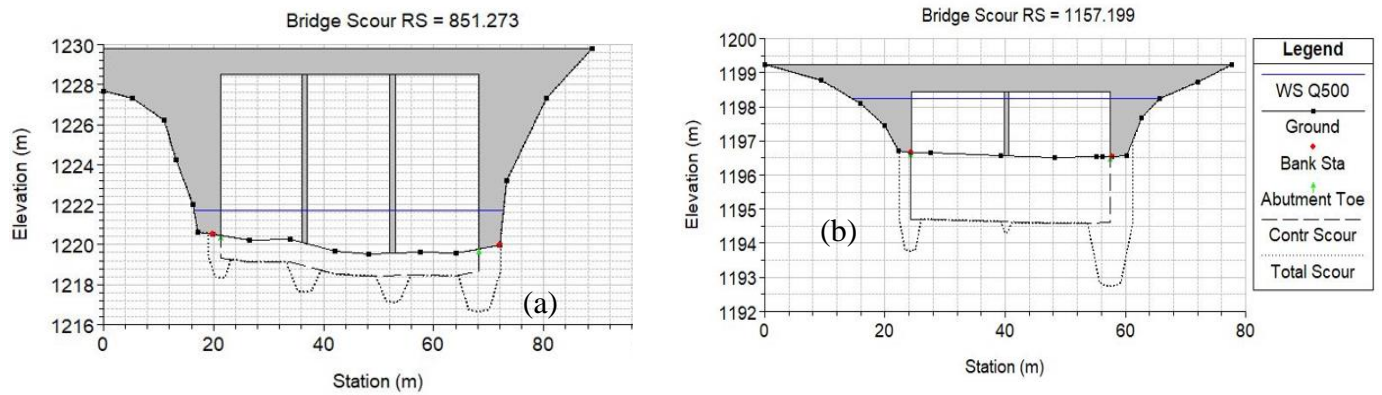 Bridge Scour RS = 851.273
1230
1228
1226
1224
1222
1220
1218
1216
Elevation (m)
0 20 40 60 80
Station (m)
(a)
Bridge Scour RS = 1157.199
1200
1199
1198
1197
1196
1195
1194
1193
1192
Elevation (m)
0 20 40 60 80
Station (m)
(b)
Legend
WS Q500
Ground
Bank Sta
Abutment Toe
Contr Scour
Total Scour